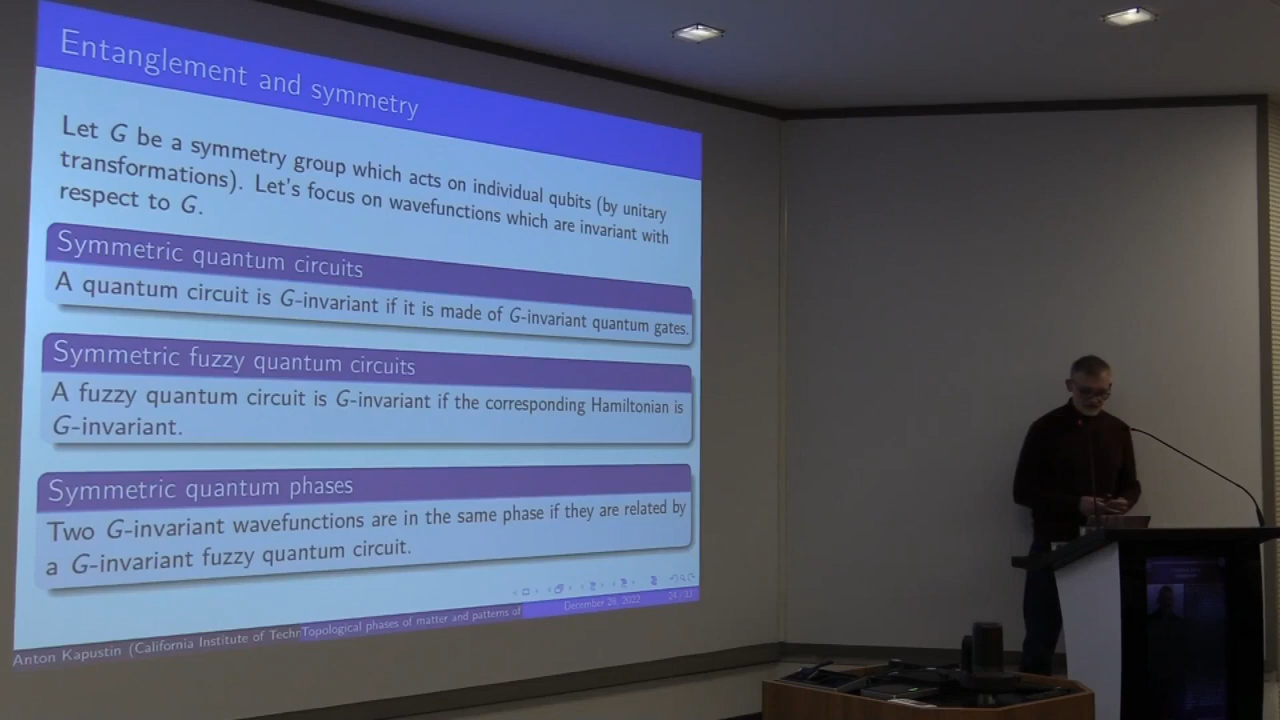 Entanglement and symmetry
Let G be a symmetry group which acts on individual qubits (by unitary
transformations). Let's focus on wavefunctions which are invariant with
respect to G.
Symmetric quantum circuits
A quantum circuit is G-invariant if it is made of G-invariant quantum gates.
Symmetric fuzzy quantum circuits
A fuzzy quantum circuit is G-invariant if the corresponding Hamiltonian is
G-invariant.
Symmetric quantum phases
Two G-invariant wavefunctions are in the same phase if they are related by
a G-invariant fuzzy quantum circuit.
Anton Kapustin (California Institute of Techn Topological phases of matter and patterns of December 2022